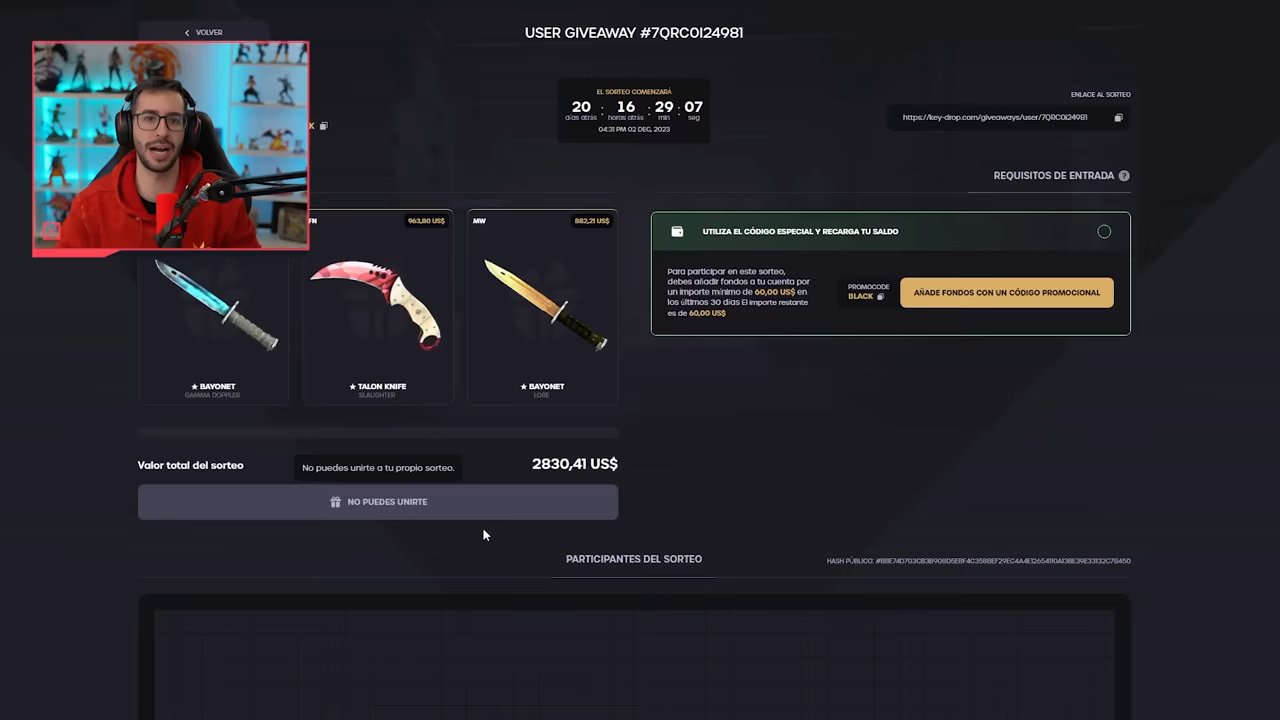 VOLVER
USER GIVEAWAY #7QRC0I24981
EL SORTEO COMENZARÁ
20 : 16 : 29 : 07
días atrás horas atrás min seg
04:31 PM 02 DEC, 2023
ENLACE AL SORTEO
https://key-drop.com/giveaways/user/7QRC0I24981
K
REQUISITOS DE ENTRADA ?
FN 963,80 US$
MW 882,21 US$
★ BAYONET
GAMMA DOPPLER
★ TALON KNIFE
SLAUGHTER
★ BAYONET
LORE
UTILIZA EL CÓDIGO ESPECIAL Y RECARGA TU SALDO
Para participar en este sorteo,
debes añadir fondos a tu cuenta por
un importe mínimo de 60,00 US$ en
los últimos 30 días El importe restante
es de 60,00 US$
PROMOCODE
BLACK
AÑADE FONDOS CON UN CÓDIGO PROMOCIONAL
Valor total del sorteo
No puedes unirte a tu propio sorteo.
2830,41 US$
NO PUEDES UNIRTE
PARTICIPANTES DEL SORTEO
HASH PÚBLICO: